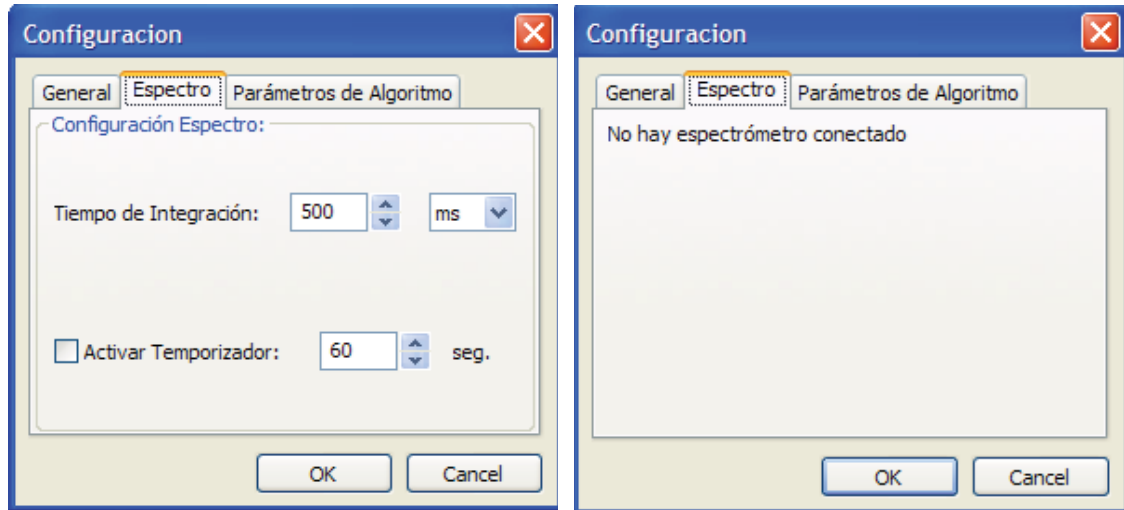 Configuracion
General Espectro Parámetros de Algoritmo
Configuración Espectro:
Tiempo de Integración: 500 ms
Activar Temporizador: 60 seg.
OK Cancel
Configuracion
General Espectro Parámetros de Algoritmo
No hay espectrómetro conectado
OK Cancel